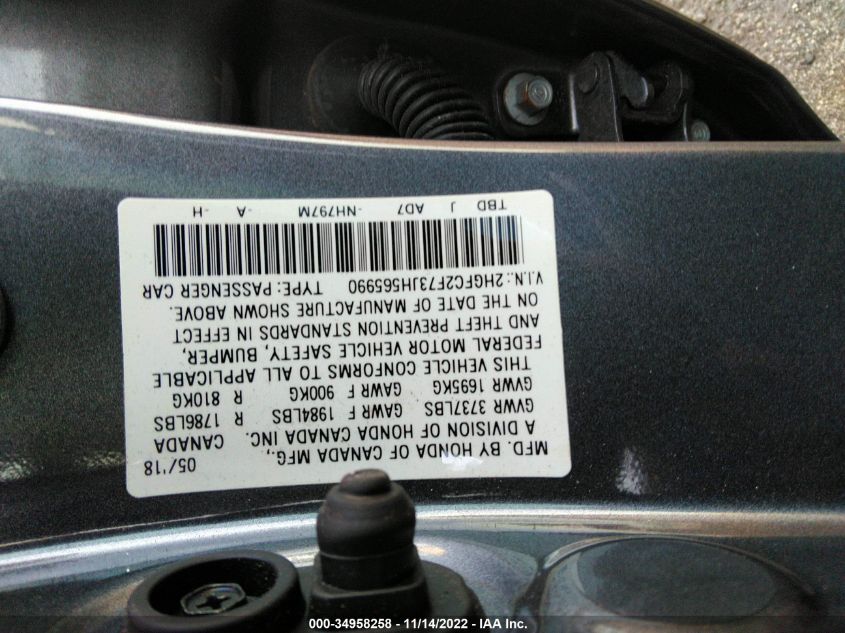 MFD. BY HONDA OF CANADA MFG., 05/'18
A DIVISION OF HONDA CANADA INC. CANADA
GVWR 3737LBS GAWR F 1984LBS R 1786LBS
GVWR 1695KG GAWR F 900KG R 810KG
THIS VEHICLE CONFORMS TO ALL APPLICABLE
FEDERAL MOTOR VEHICLE SAFETY, BUMPER,
AND THEFT PREVENTION STANDARDS IN EFFECT
ON THE DATE OF MANUFACTURE SHOWN ABOVE.
V.I.N.: 2HGFC2F73JH565990 TYPE: PASSENGER CAR
TBD J AD7 -NH797M -A -H
000-34958258 - 11/14/2022 - IAA Inc.